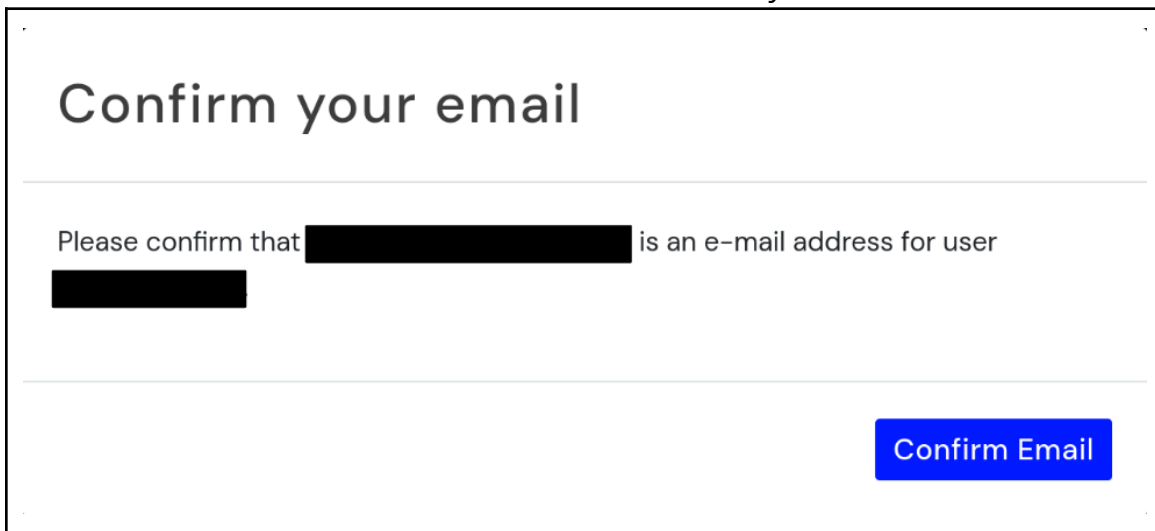 Confirm your email
Please confirm that is an e-mail address for user
Confirm Email